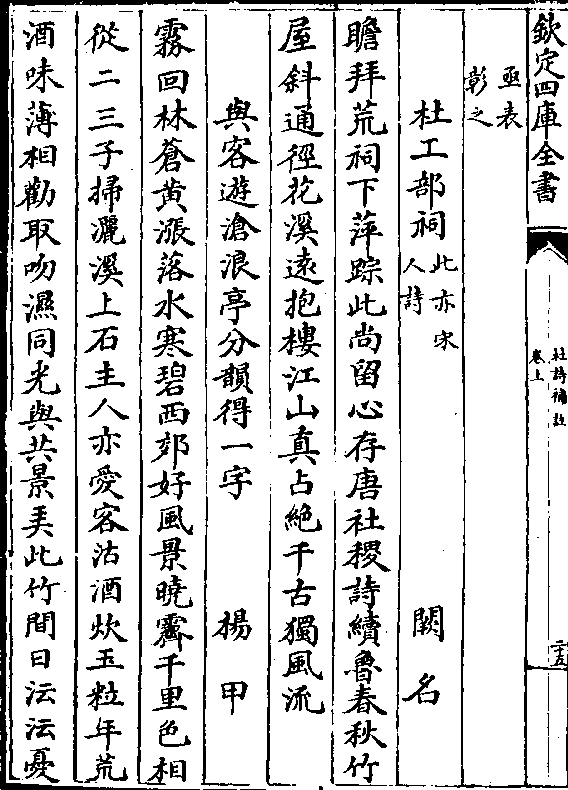 欽定四庫全書
杜詩補註
卷上
二十五
亟表
彰之
杜工部祠此亦宋人詩 闕名
瞻拜荒祠下萍踪此尚留心存唐社稷詩續魯春秋竹
屋斜通徑花溪遠抱樓江山真占絶千古獨風流
與客遊滄浪亭分韻得一字 楊甲
霧回林蒼黄漲落水寒碧西郊好風景曉霽千里色相
從二三子掃灑溪上石主人亦愛客沽酒炊玉粒年荒
酒味薄相勸取吻濕同光與共景美此竹間日沄沄憂